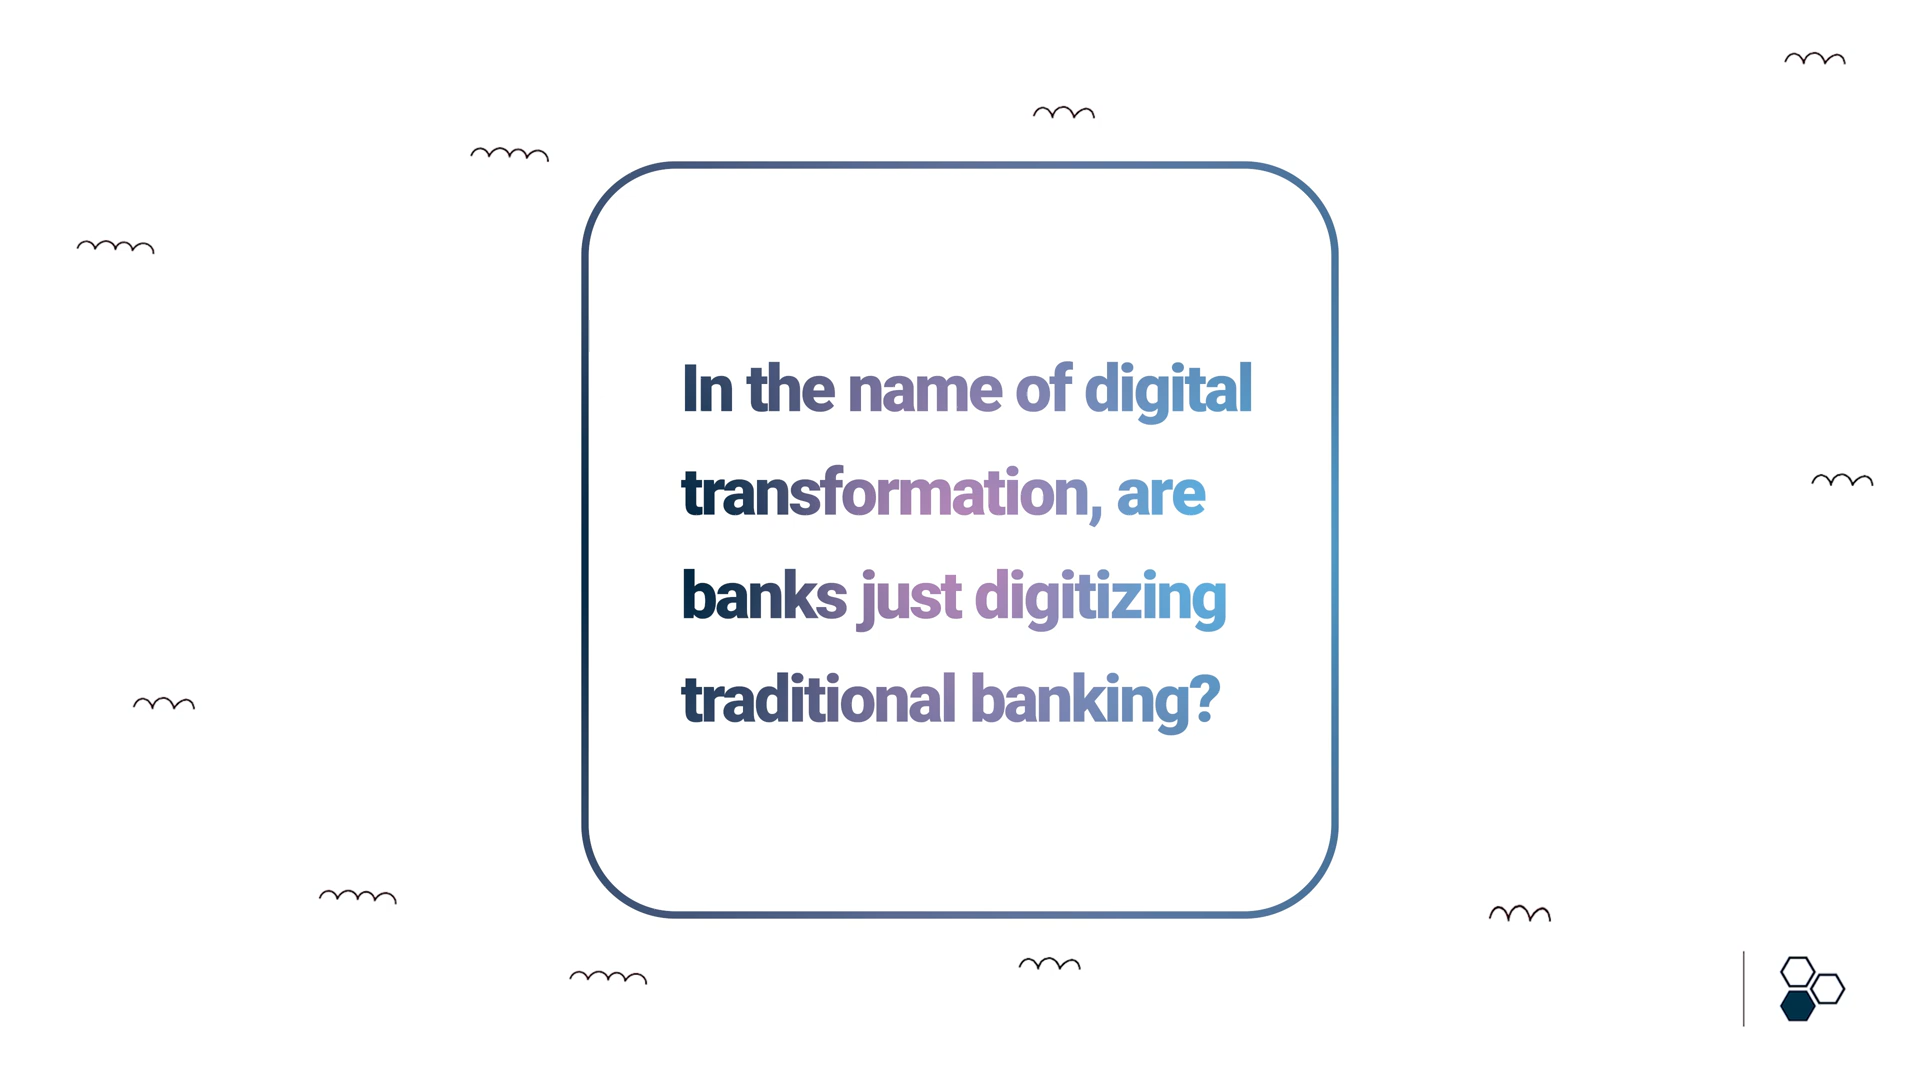 In the name of digital
transformation, are
banks just digitizing
traditional banking?